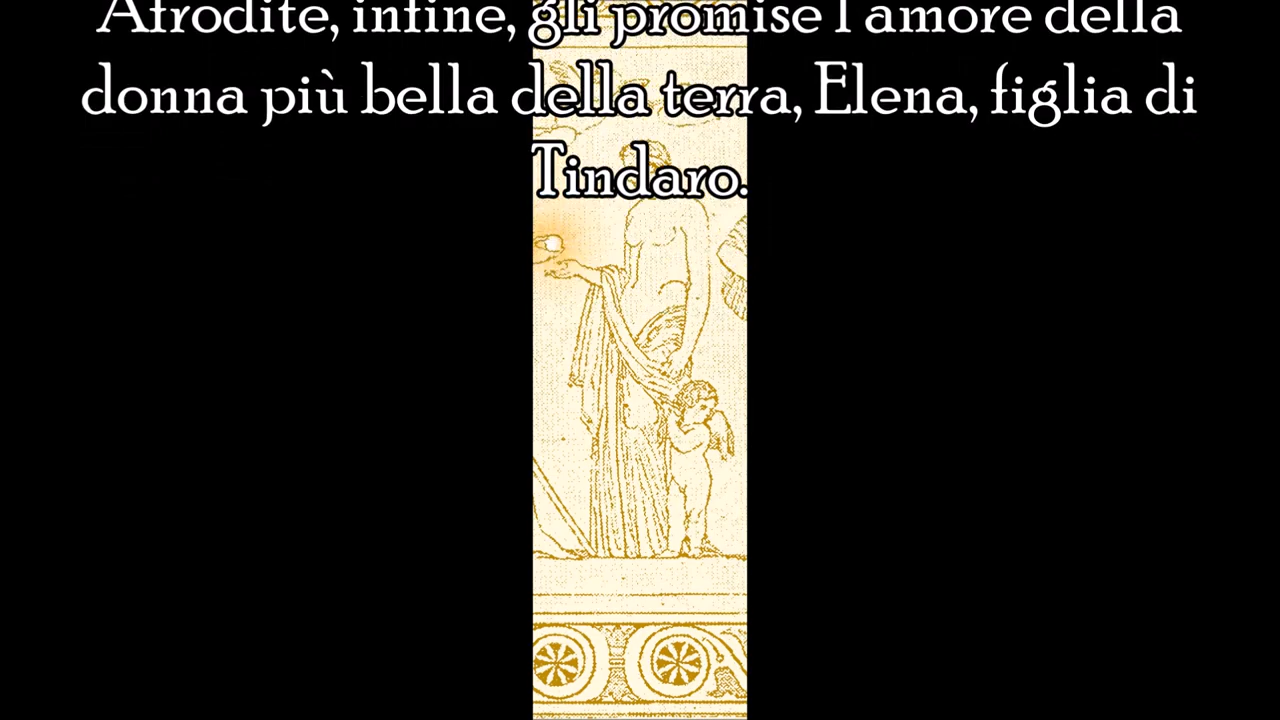 Afrodite, infine, gli promise l'amore della
donna più bella della terra, Elena, figlia di
Tindaro.